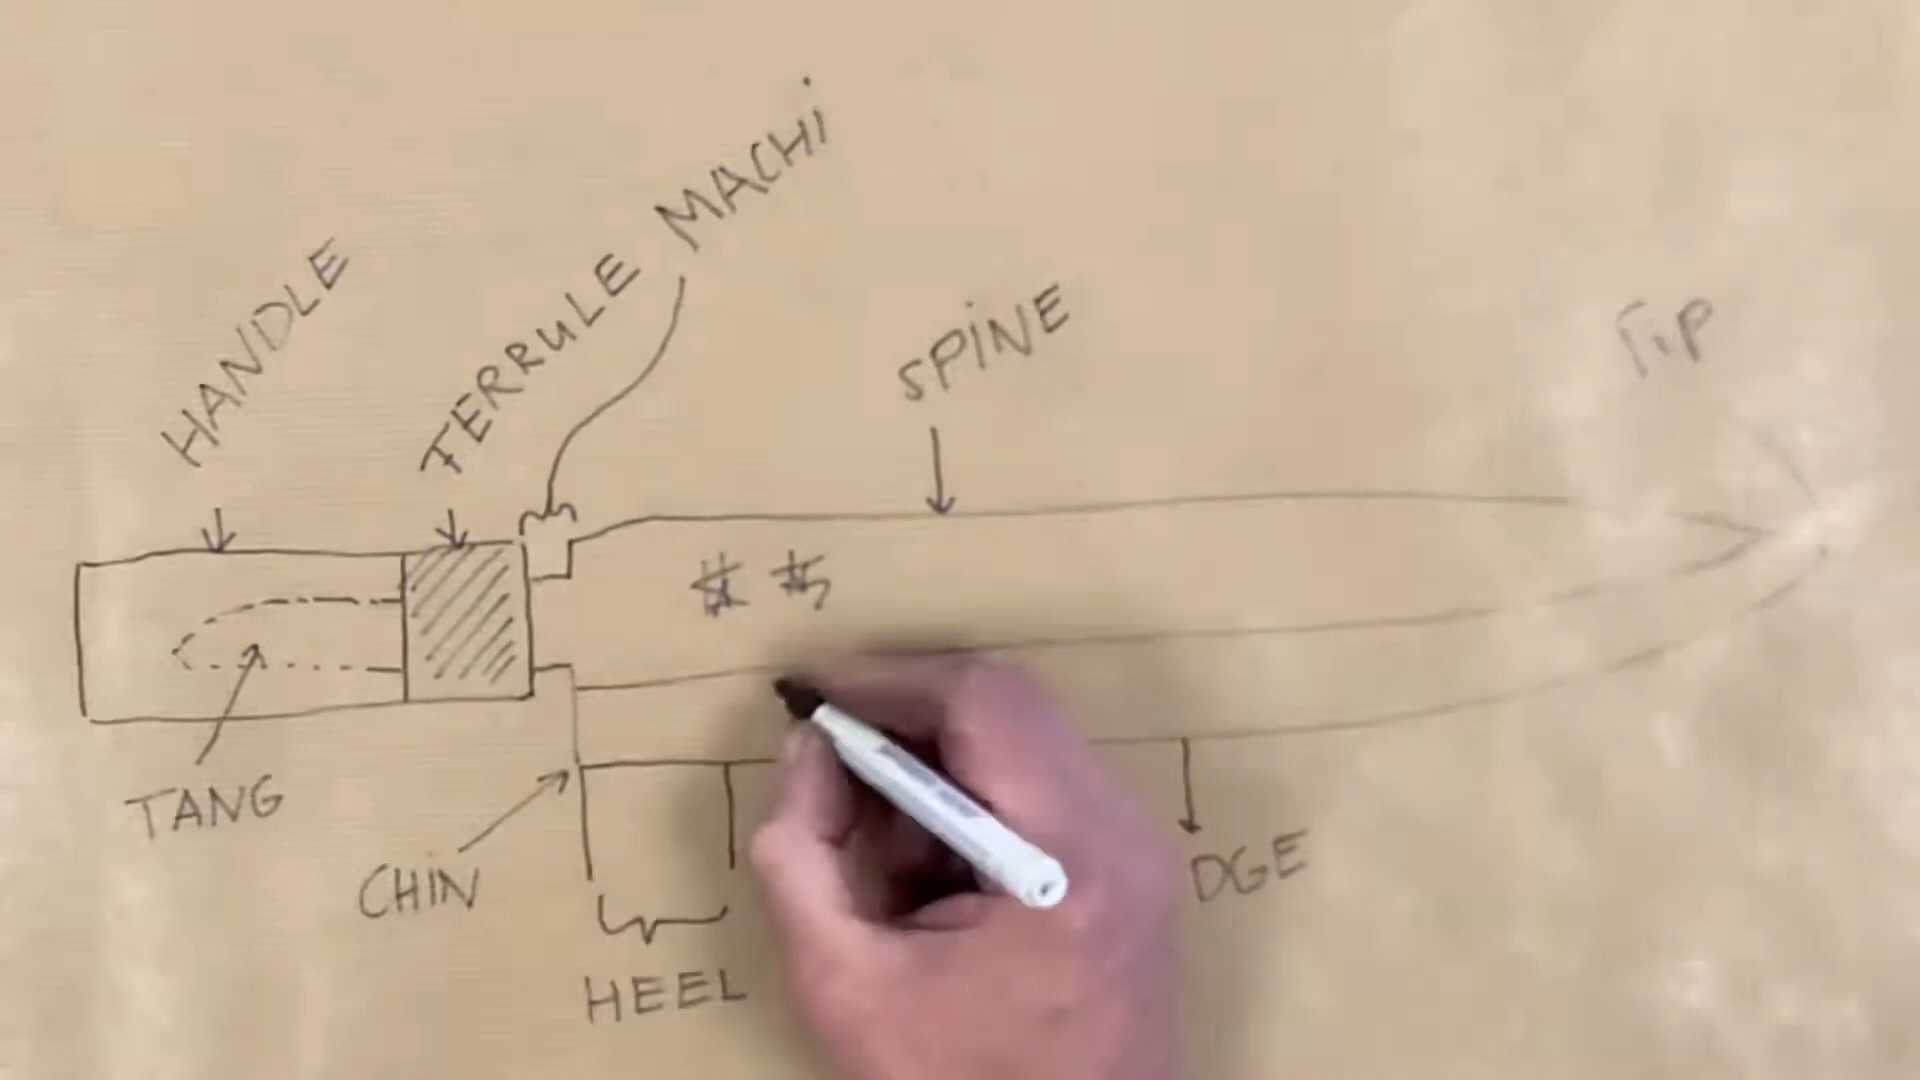 HANDLE
FERRULE
MACHI
SPINE
Tip
TANG
CHiN
HEEL
DGE